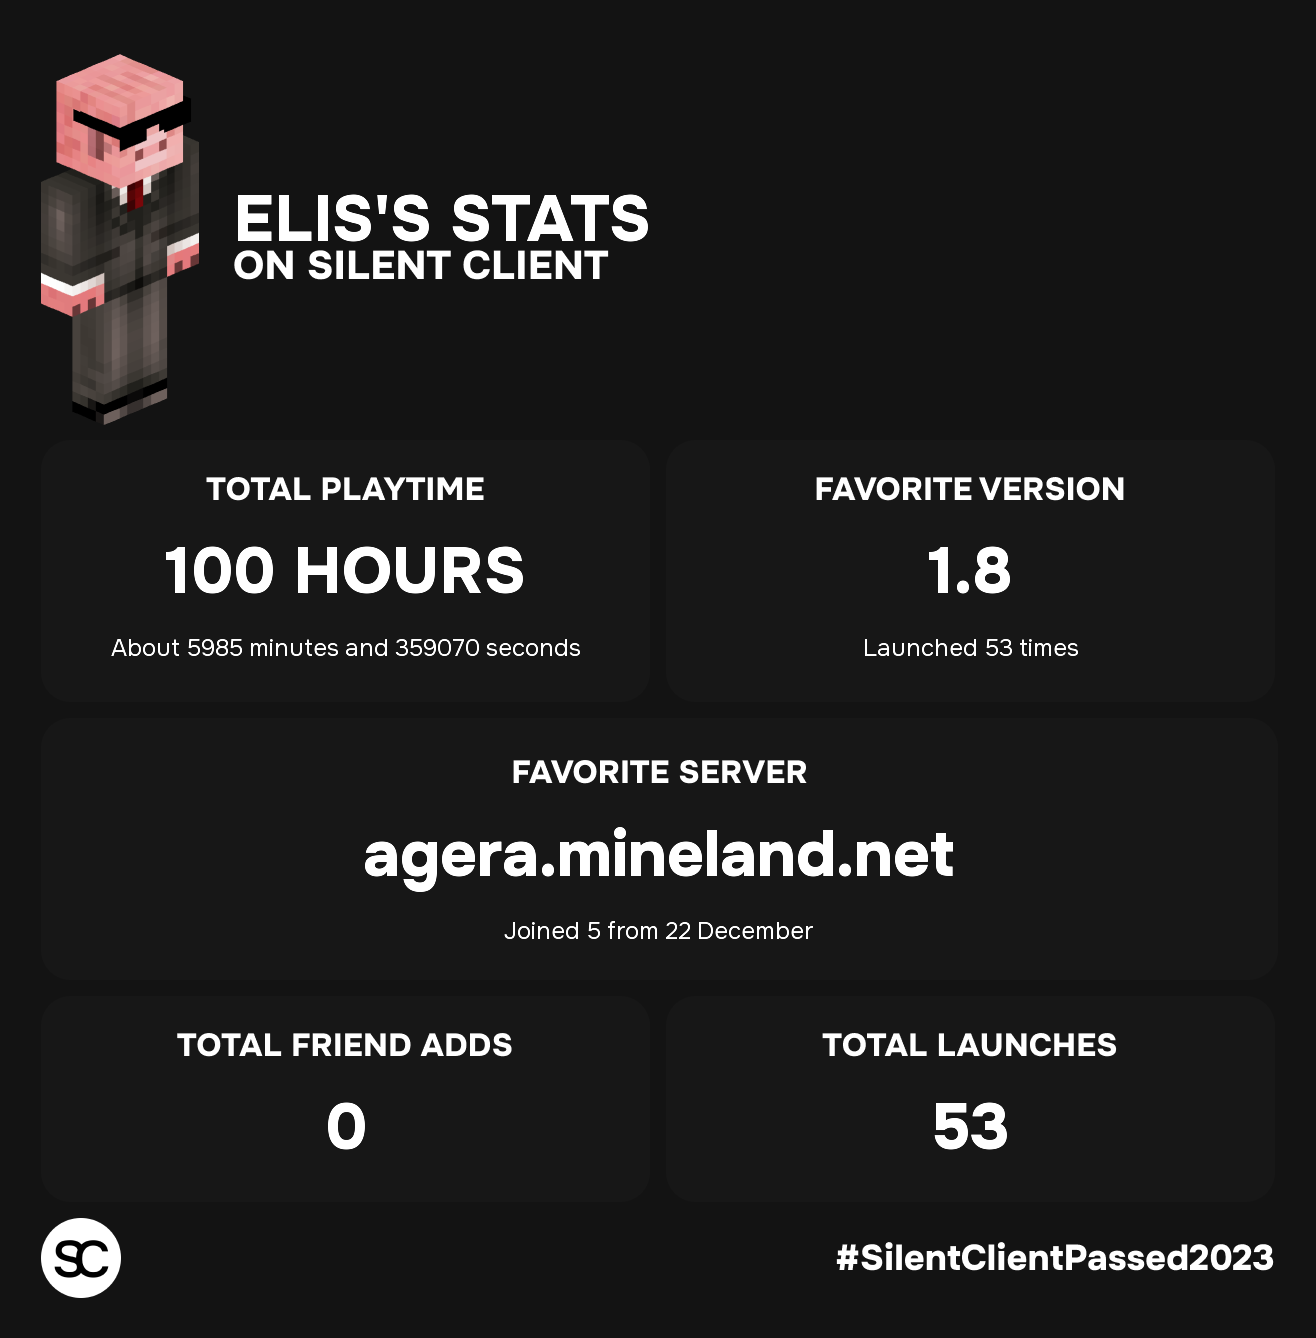 ELIS'S STATS
ON SILENT CLIENT
TOTAL PLAYTIME
100 HOURS
About 5985 minutes and 359070 seconds
FAVORITE VERSION
1.8
Launched 53 times
FAVORITE SERVER
agera.mineland.net
Joined 5 from 22 December
TOTAL FRIEND ADDS
0
TOTAL LAUNCHES
53
SC
#SilentClientPassed2023